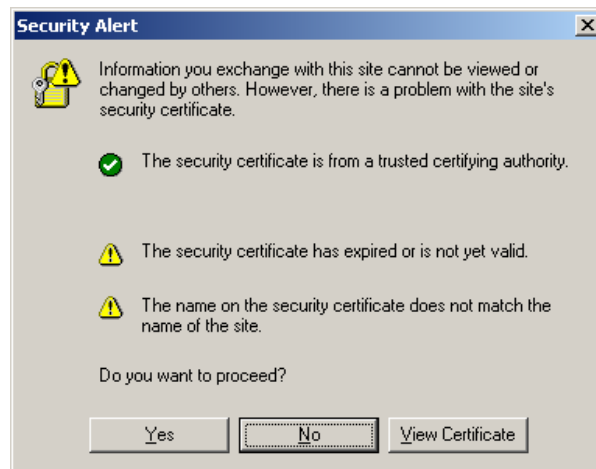 Security Alert
Information you exchange with this site cannot be viewed or
changed by others. However, there is a problem with the site's
security certificate.
The security certificate is from a trusted certifying authority.
The security certificate has expired or is not yet valid.
The name on the security certificate does not match the
name of the site.
Do you want to proceed?
Yes No View Certificate